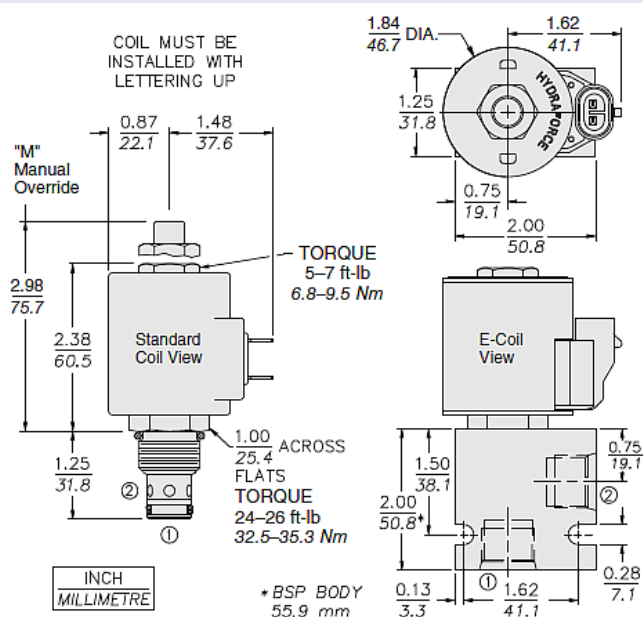 COIL MUST BE
INSTALLED WITH
LETTERING UP
0.87
22.1
1.48
37.6
"M"
Manual
Override
2.98
75.7
2.38
60.5
Standard
Coil View
TORQUE
5–7 ft-lb
6.8–9.5 Nm
1.25
31.8
②
①
1.00
25.4
ACROSS
FLATS
TORQUE
24–26 ft-lb
32.5–35.3 Nm
INCH
MILLIMETRE
1.84
46.7
DIA.
1.62
41.1
1.25
31.8
HYDRAFORCE
0.75
19.1
2.00
50.8
E-Coil
View
1.50
38.1
2.00
50.8*
0.75
19.1
②
①
0.28
7.1
0.13
3.3
1.62
41.1
* BSP BODY
55.9 mm